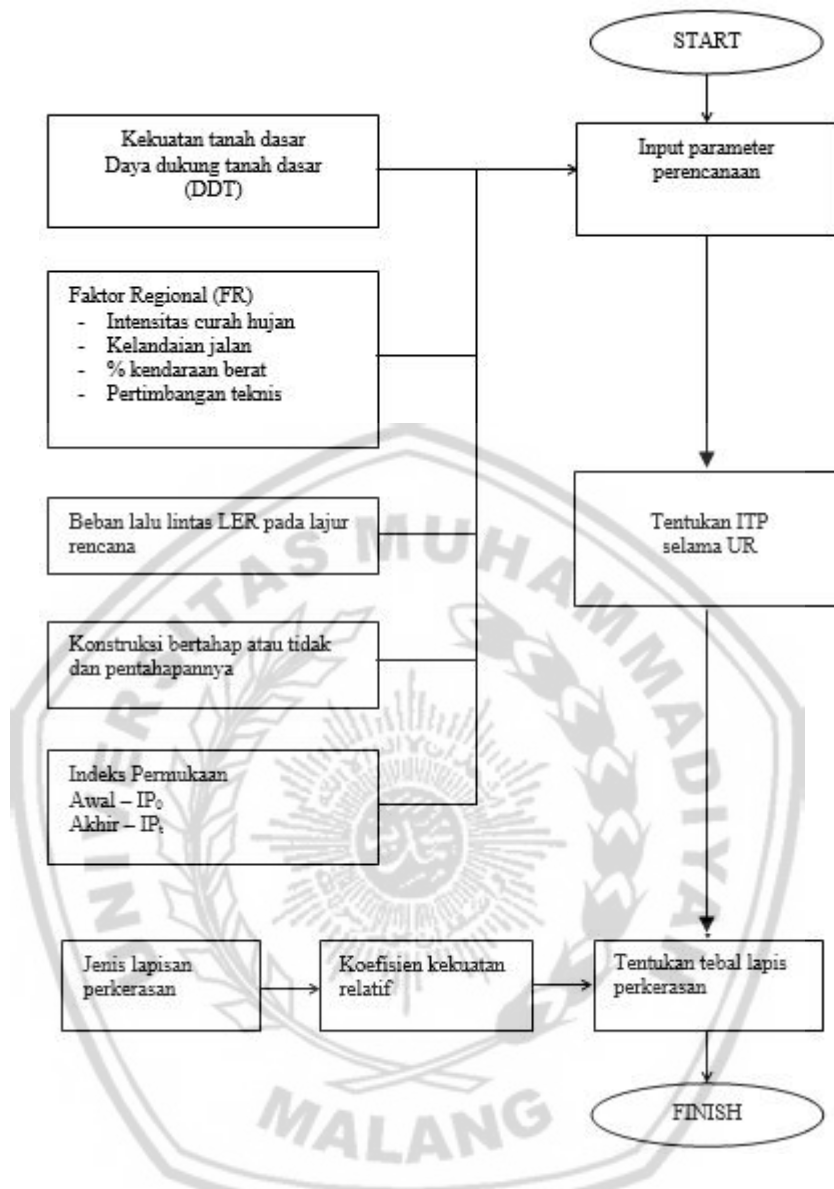 START
Kekuatan tanah dasar
Daya dukung tanah dasar
(DDT)
Input parameter
perencanaan
Faktor Regional (FR)
- Intensitas curah hujan
- Kelandaian jalan
- % kendaraan berat
- Pertimbangan teknis
Beban lalu lintas LER pada lajur
rencana
Tentukan ITP
selama UR
Konstruksi bertahap atau tidak
dan pentahapannya
Indeks Permukaan
Awal – IP₀
Akhir – IPₜ
Jenis lapisan
perkerasan
Koefisien kekuatan
relatif
Tentukan tebal lapis
perkerasan
FINISH
UNIVERSITAS MUHAMMADIYAH
MALANG